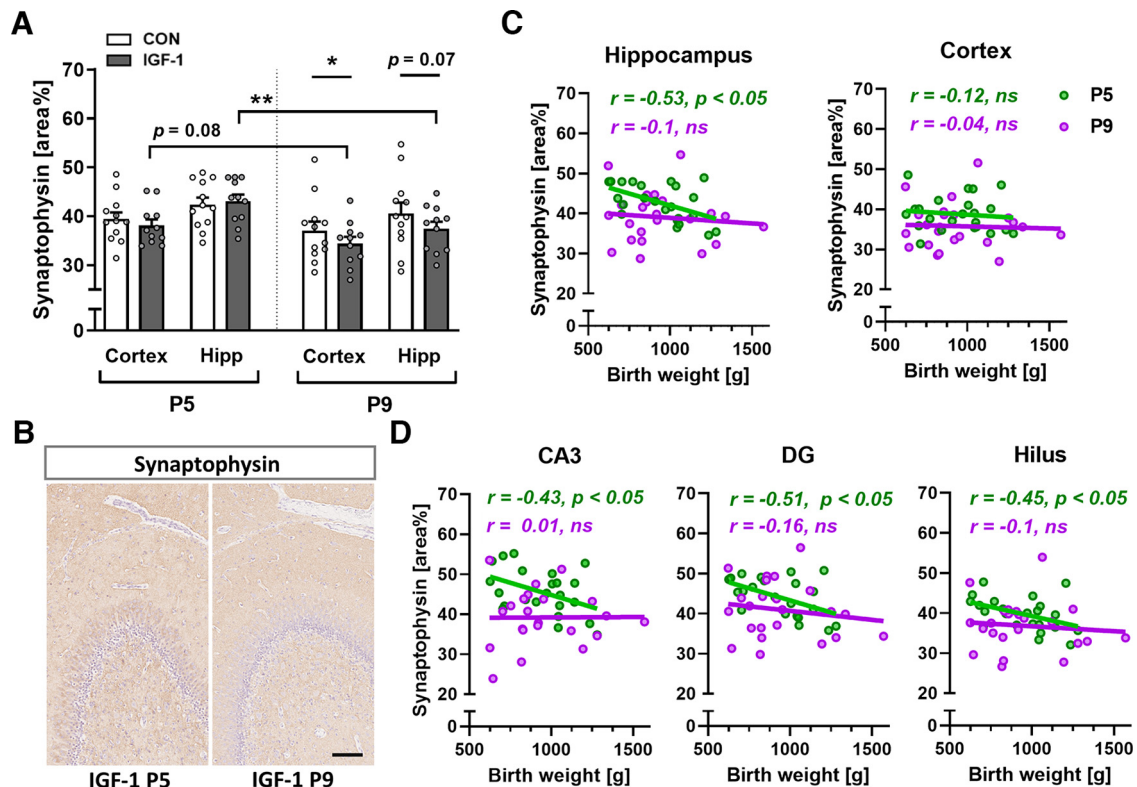 A
CON
IGF-1
Synaptophysin [area%]
70
60
50
40
30
0
p = 0.08
**
*
p = 0.07
Cortex
Hipp
Cortex
Hipp
P5
P9
B
Synaptophysin
IGF-1 P5
IGF-1 P9
C
Hippocampus
r = -0.53, p < 0.05
r = -0.1, ns
Synaptophysin [area%]
70
60
50
40
30
20
0
500
1000
1500
Birth weight [g]
Cortex
r = -0.12, ns
r = -0.04, ns
Synaptophysin [area%]
70
60
50
40
30
20
0
500
1000
1500
Birth weight [g]
P5
P9
D
CA3
r = -0.43, p < 0.05
r = 0.01, ns
Synaptophysin [area%]
70
60
50
40
30
20
0
500
1000
1500
Birth weight [g]
DG
r = -0.51, p < 0.05
r = -0.16, ns
70
60
50
40
30
20
0
500
1000
1500
Birth weight [g]
Hilus
r = -0.45, p < 0.05
r = -0.1, ns
70
60
50
40
30
20
0
500
1000
1500
Birth weight [g]